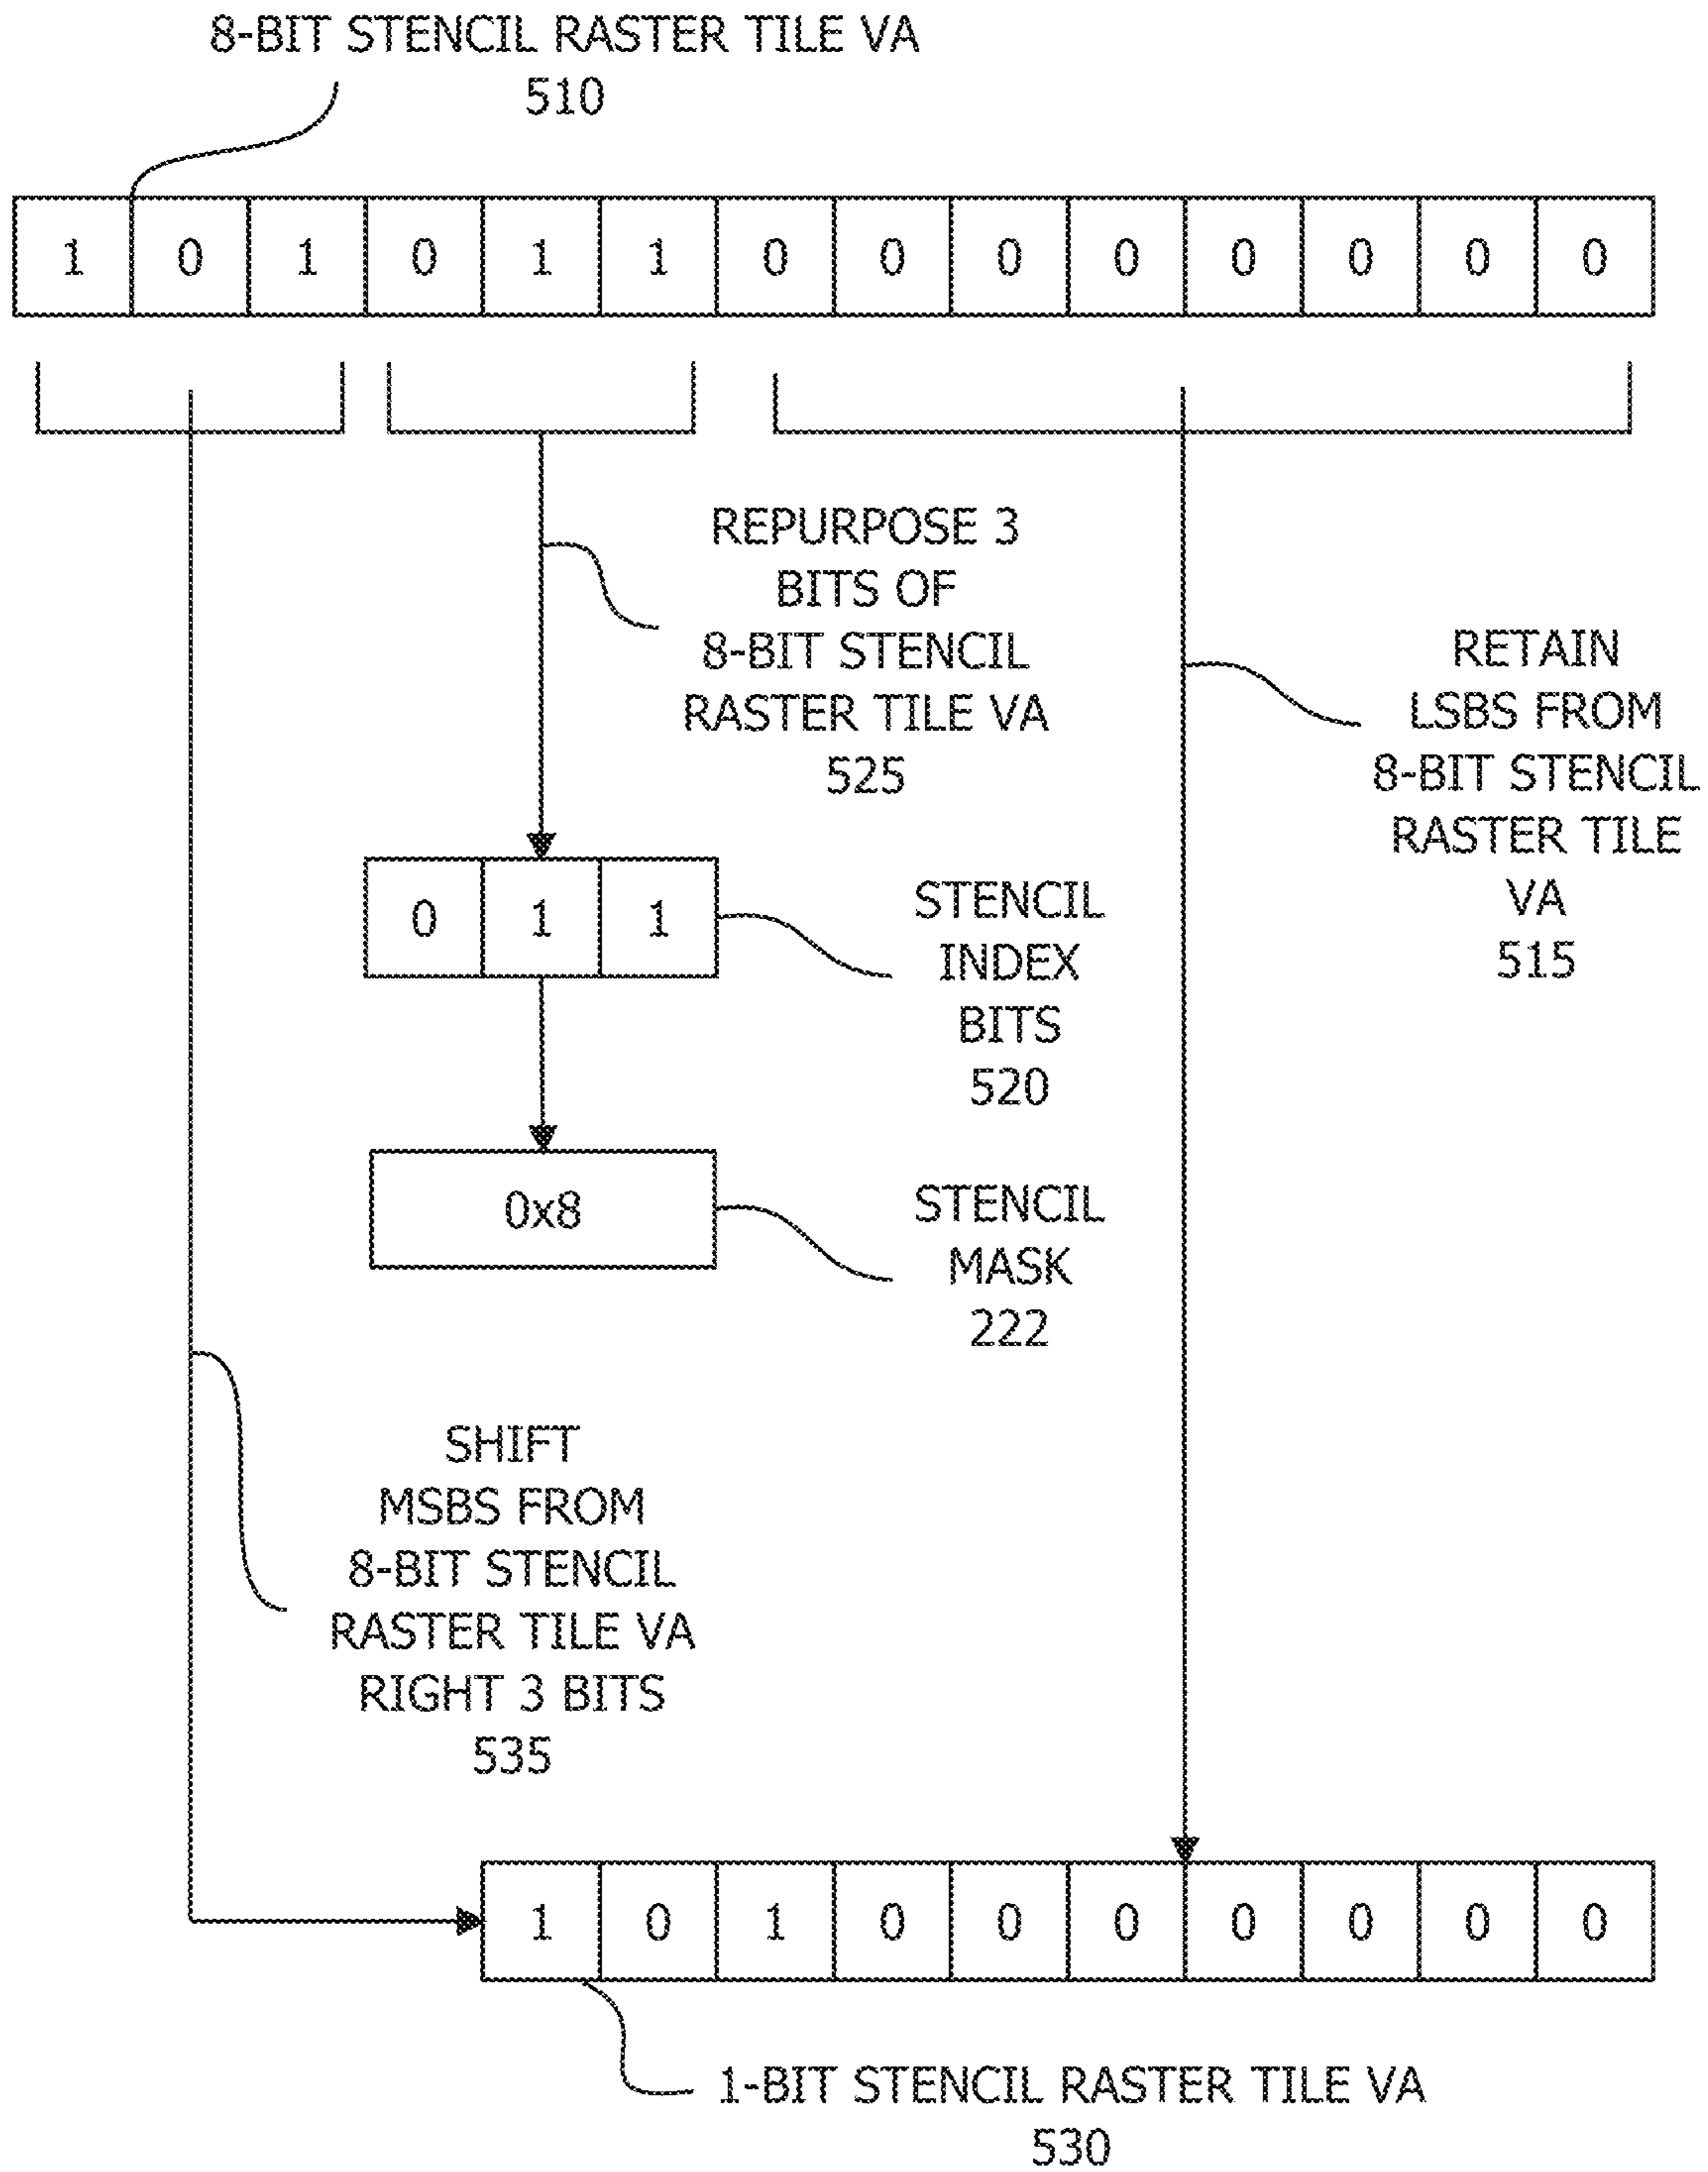 8-BIT STENCIL RASTER TILE VA
510
1 0 1 0 1 1 0 0 0 0 0 0 0 0
REPURPOSE 3
BITS OF
8-BIT STENCIL
RASTER TILE VA
525
RETAIN
LSBS FROM
8-BIT STENCIL
RASTER TILE
VA
515
0 1 1
STENCIL
INDEX
BITS
520
0x8
STENCIL
MASK
222
SHIFT
MSBS FROM
8-BIT STENCIL
RASTER TILE VA
RIGHT 3 BITS
535
1 0 1 0 0 0 0 0 0 0
1-BIT STENCIL RASTER TILE VA
530